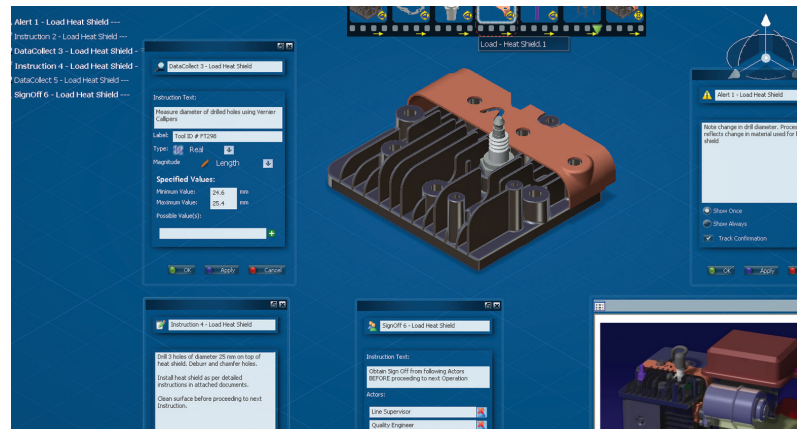 Alert 1 - Load Heat Shield ---
Instruction 2 - Load Heat Shield ---
DataCollect 3 - Load Heat Shield -
Instruction 4 - Load Heat Shield -
DataCollect 5 - Load Heat Shield ---
SignOff 6 - Load Heat Shield ---
Load - Heat Shield.1
DataCollect 3 - Load Heat Shield
Instruction Text:
Measure diameter of drilled holes using Vernier
Callipers
Label: Tool ID # FT298
Type: Real
Magnitude Length
Specified Values:
Minimum Value: 24.6 mm
Maximum Value: 25.4 mm
Possible Value(s):
OK Apply Cancel
Alert 1 - Load Heat Shield
Note change in drill diameter.
reflects change in material used for
shield
Show Once
Show Always
Track Confirmation
OK Apply
Instruction 4 - Load Heat Shield
Drill 3 holes of diameter 25 mm on top of
heat shield. Deburr and chamfer holes.
Install heat shield as per detailed
instructions in attached documents.
Clean surface before proceeding to next
Instruction.
SignOff 6 - Load Heat Shield
Instruction Text:
Obtain Sign Off from following Actors
BEFORE proceeding to next Operation
Actors:
Line Supervisor
Quality Engineer